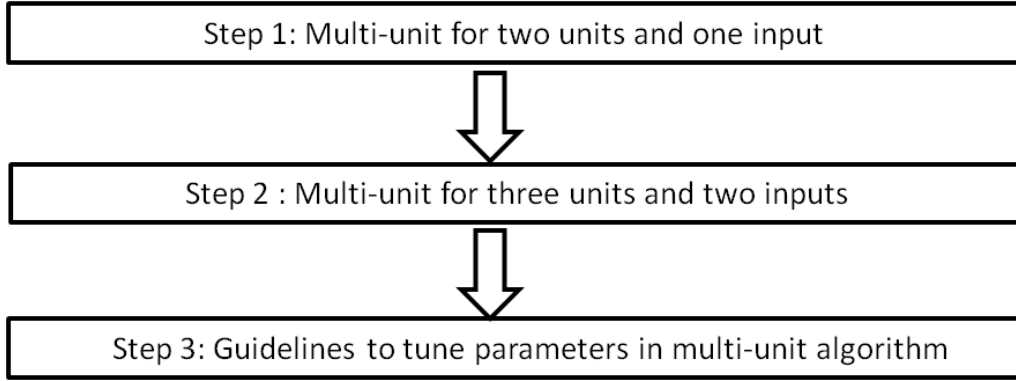 Step 1: Multi-unit for two units and one input
Step 2 : Multi-unit for three units and two inputs
Step 3: Guidelines to tune parameters in multi-unit algorithm